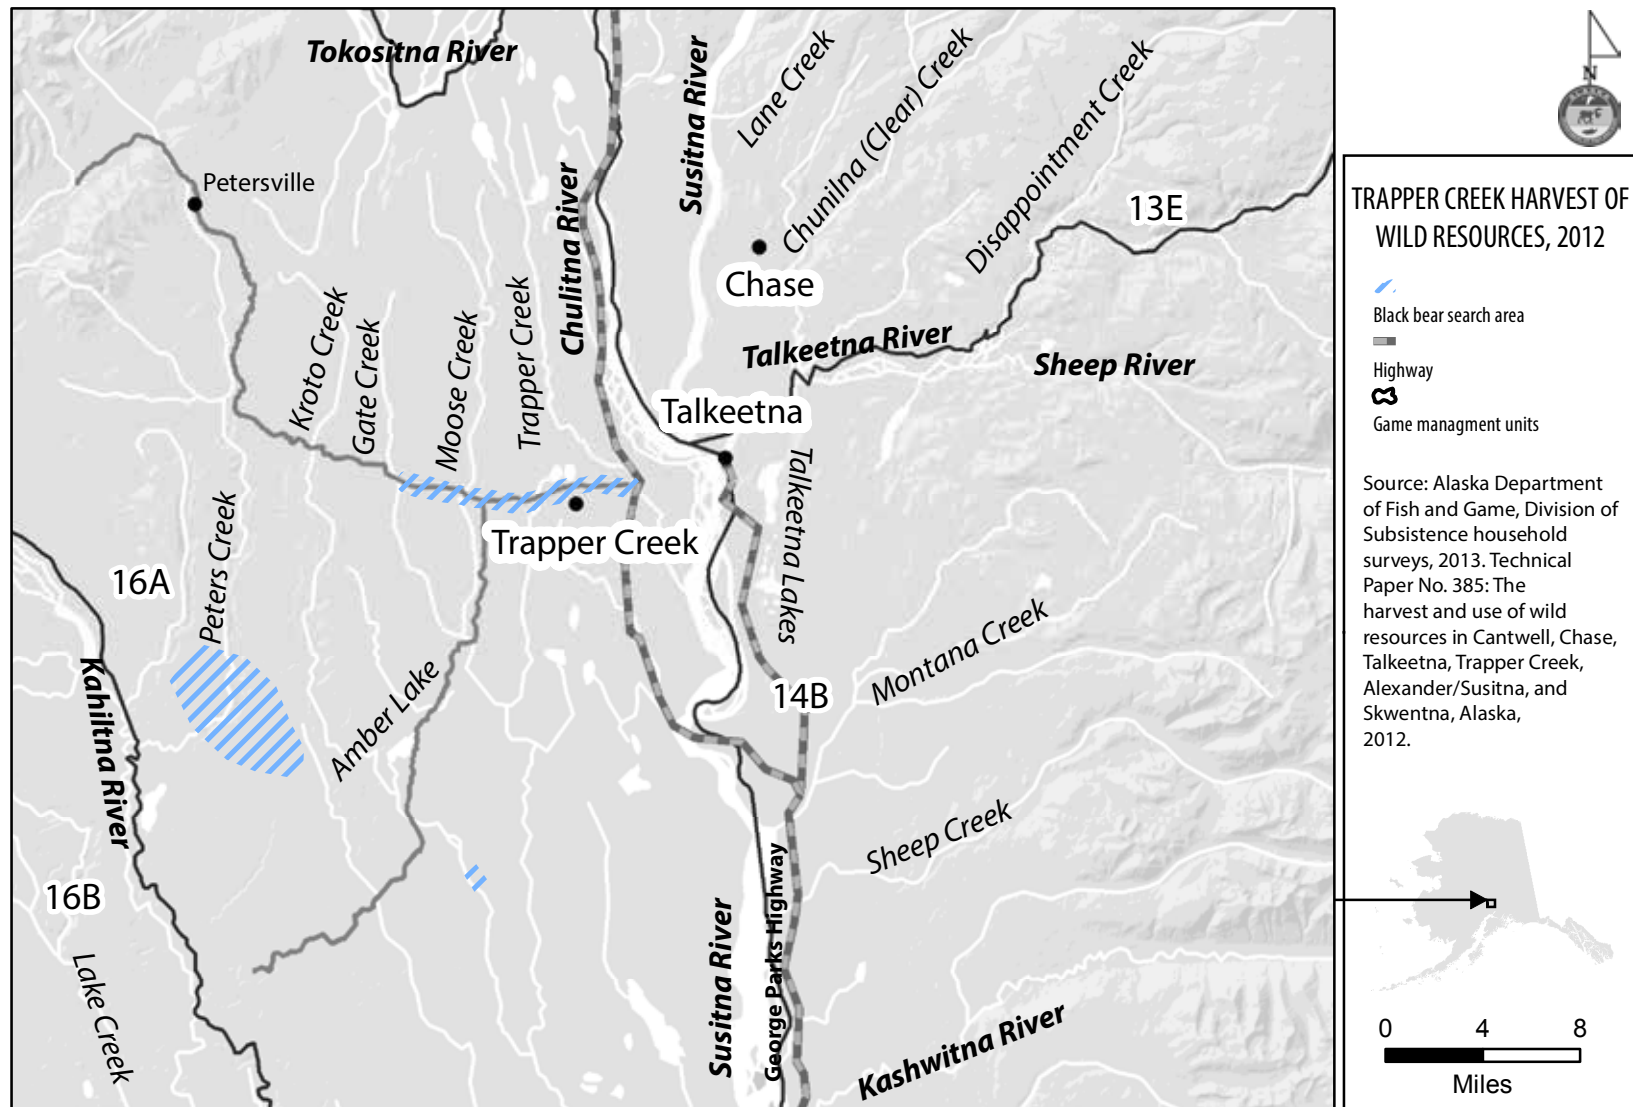 Tokositna River
Susitna River
Lane Creek
Chunilna (Clear) Creek
Disappointment Creek
Petersville
Chulitna River
13E
Chase
Kroto Creek
Gate Creek
Moose Creek
Trapper Creek
Talkeetna River
Sheep River
Talkeetna
Talkeetna Lakes
Trapper Creek
16A
Peters Creek
Kahiltna River
Amber Lake
14B
Montana Creek
Sheep Creek
16B
Lake Creek
Susitna River
George Parks Highway
Kashwitna River
N
ALASKA
TRAPPER CREEK HARVEST OF
WILD RESOURCES, 2012
Black bear search area
Highway
Game managment units
Source: Alaska Department
of Fish and Game, Division of
Subsistence household
surveys, 2013. Technical
Paper No. 385: The
harvest and use of wild
resources in Cantwell, Chase,
Talkeetna, Trapper Creek,
Alexander/Susitna, and
Skwentna, Alaska,
2012.
0 4 8
Miles